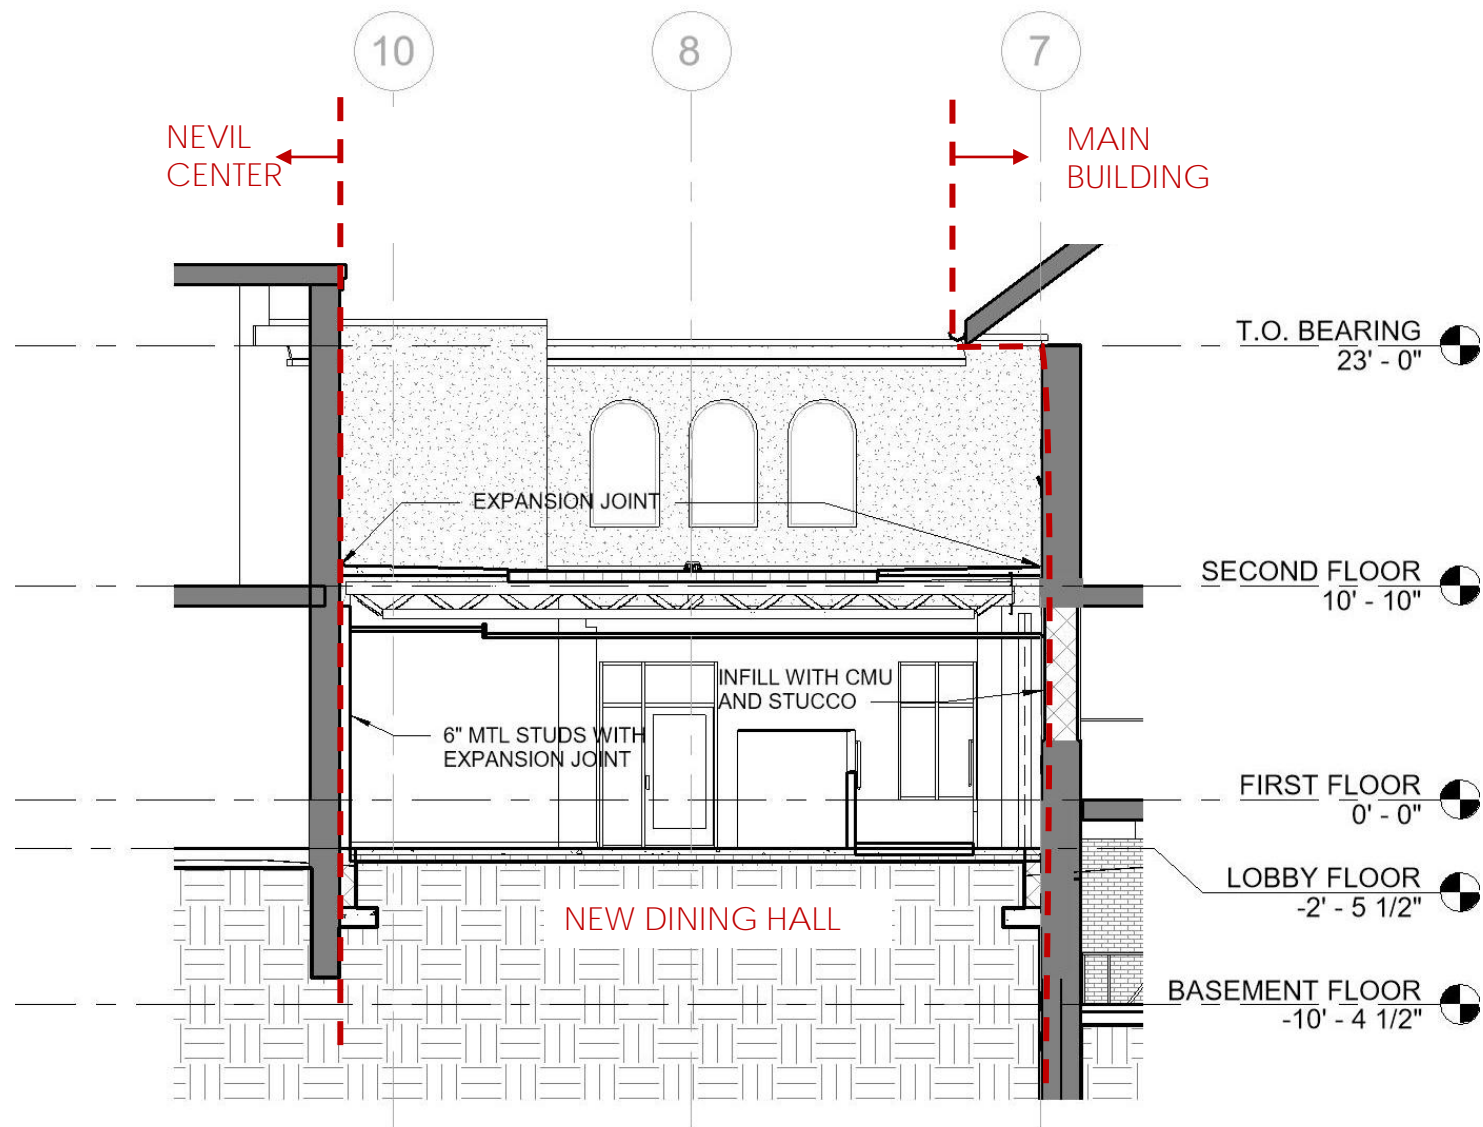 10
8
7
NEVIL
CENTER
MAIN
BUILDING
T.O. BEARING
23' - 0"
EXPANSION JOINT
SECOND FLOOR
10' - 10"
INFILL WITH CMU
AND STUCCO
6" MTL STUDS WITH
EXPANSION JOINT
FIRST FLOOR
0' - 0"
LOBBY FLOOR
-2' - 5 1/2"
NEW DINING HALL
BASEMENT FLOOR
-10' - 4 1/2"